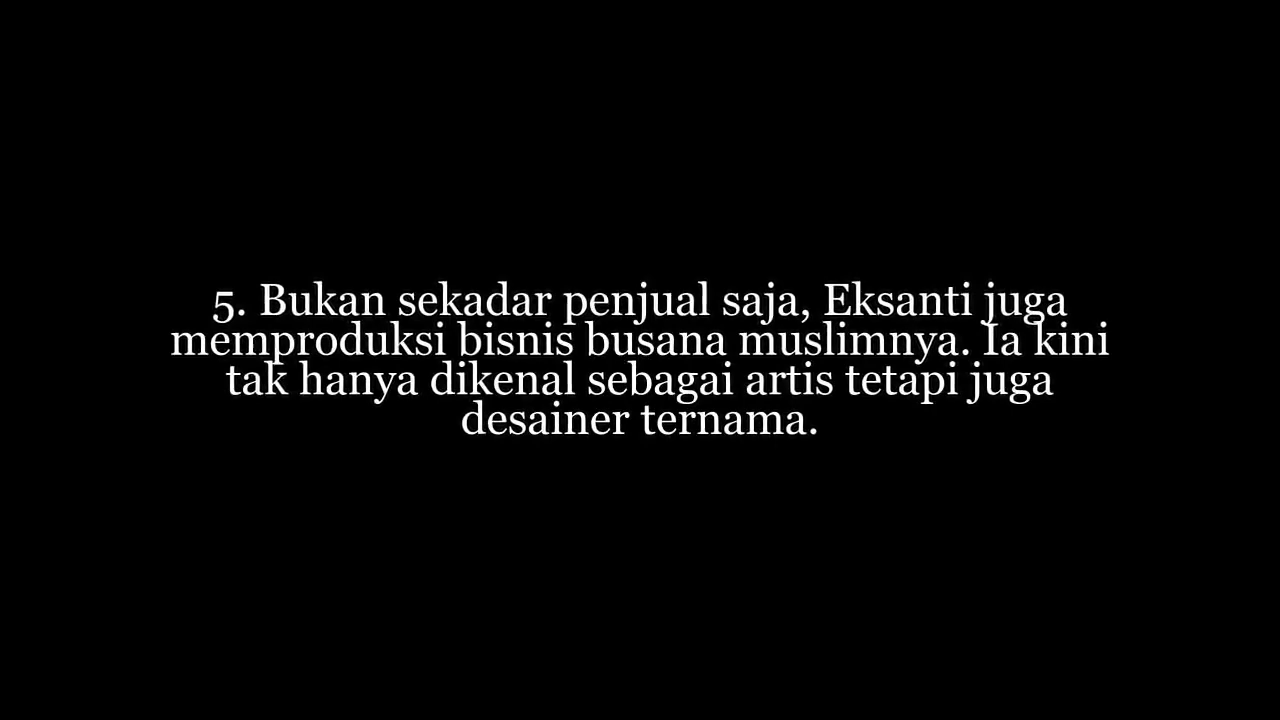 5. Bukan sekadar penjual saja, Eksanti juga
memproduksi bisnis busana muslimnya. Ia kini
tak hanya dikenal sebagai artis tetapi juga
desainer ternama.